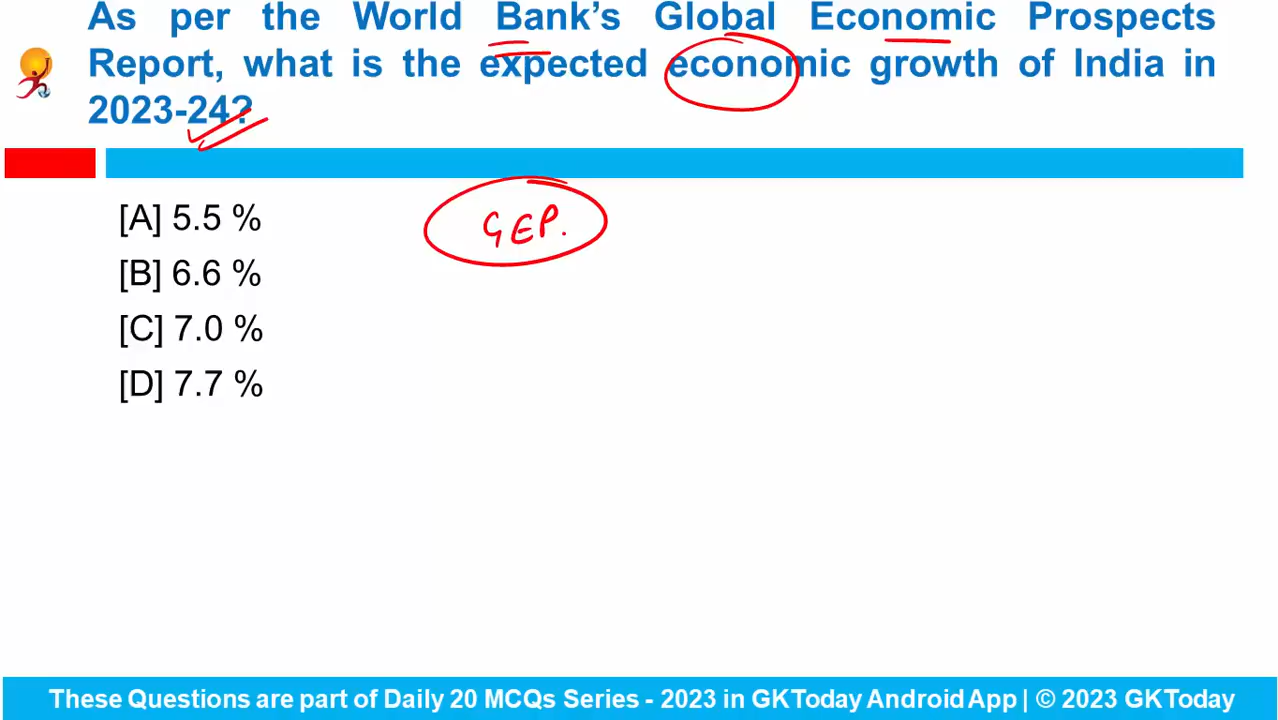 As per the World Bank’s Global Economic Prospects
Report, what is the expected economic growth of India in
2023-24?
[A] 5.5 %
GEP.
[B] 6.6 %
[C] 7.0 %
[D] 7.7 %
These Questions are part of Daily 20 MCQs Series - 2023 in GKToday Android App | © 2023 GKToday